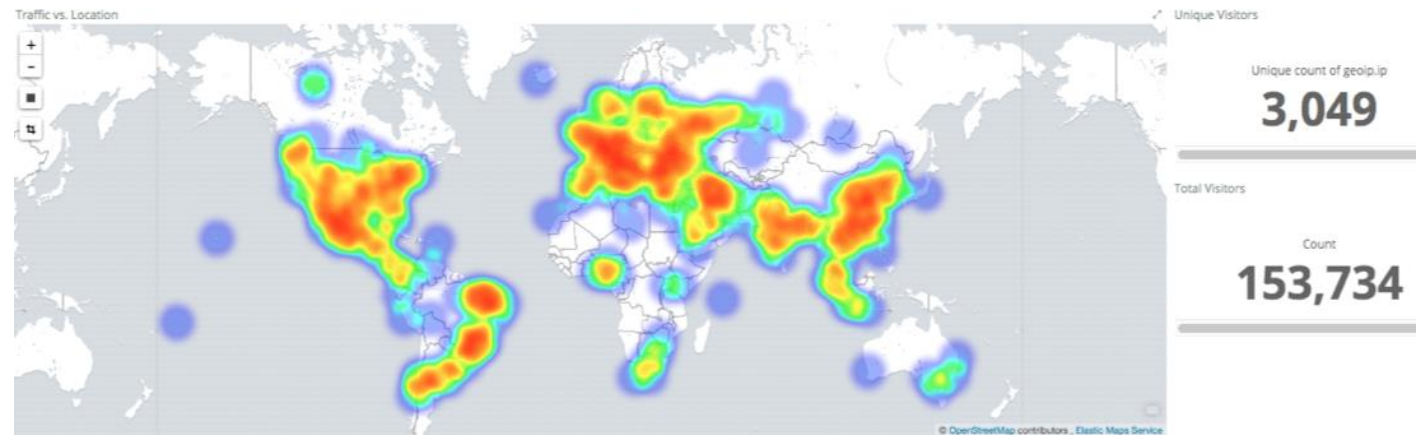 Traffic vs. Location
+
−
Unique Visitors
Unique count of geoip.ip
3,049
Total Visitors
Count
153,734
© OpenStreetMap contributors , Elastic Maps Service